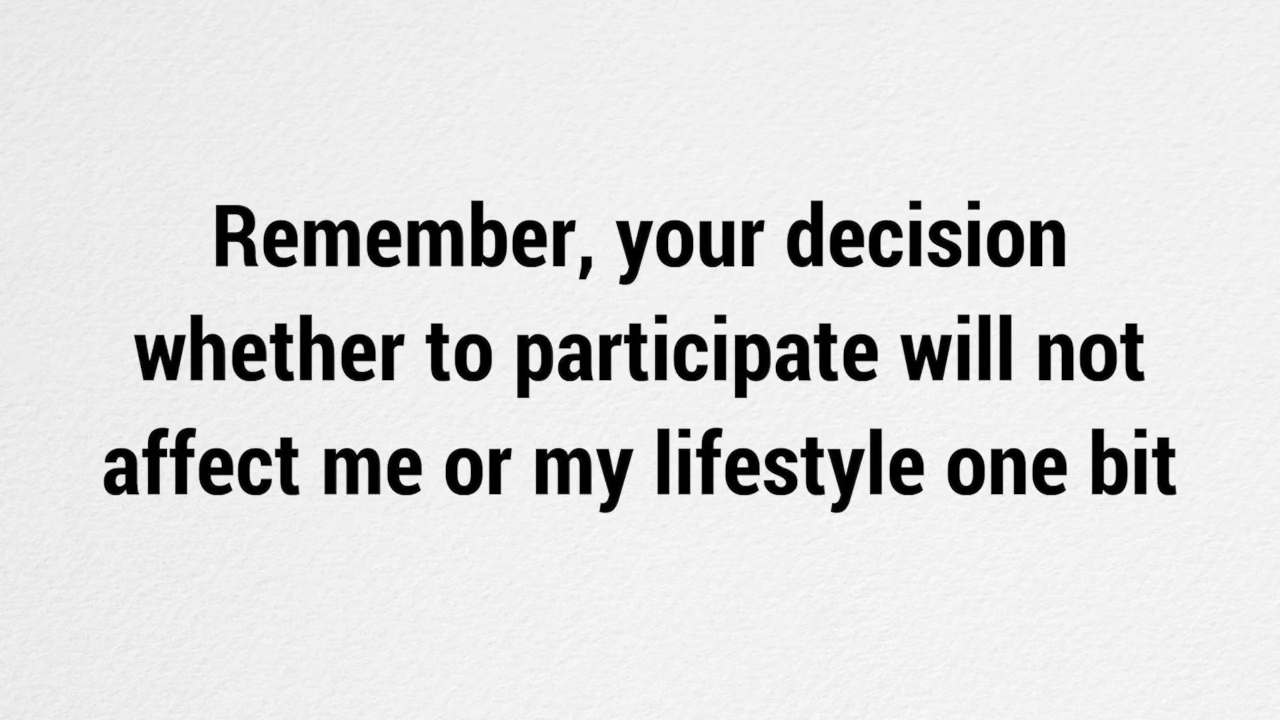 Remember, your decision
whether to participate will not
affect me or my lifestyle one bit